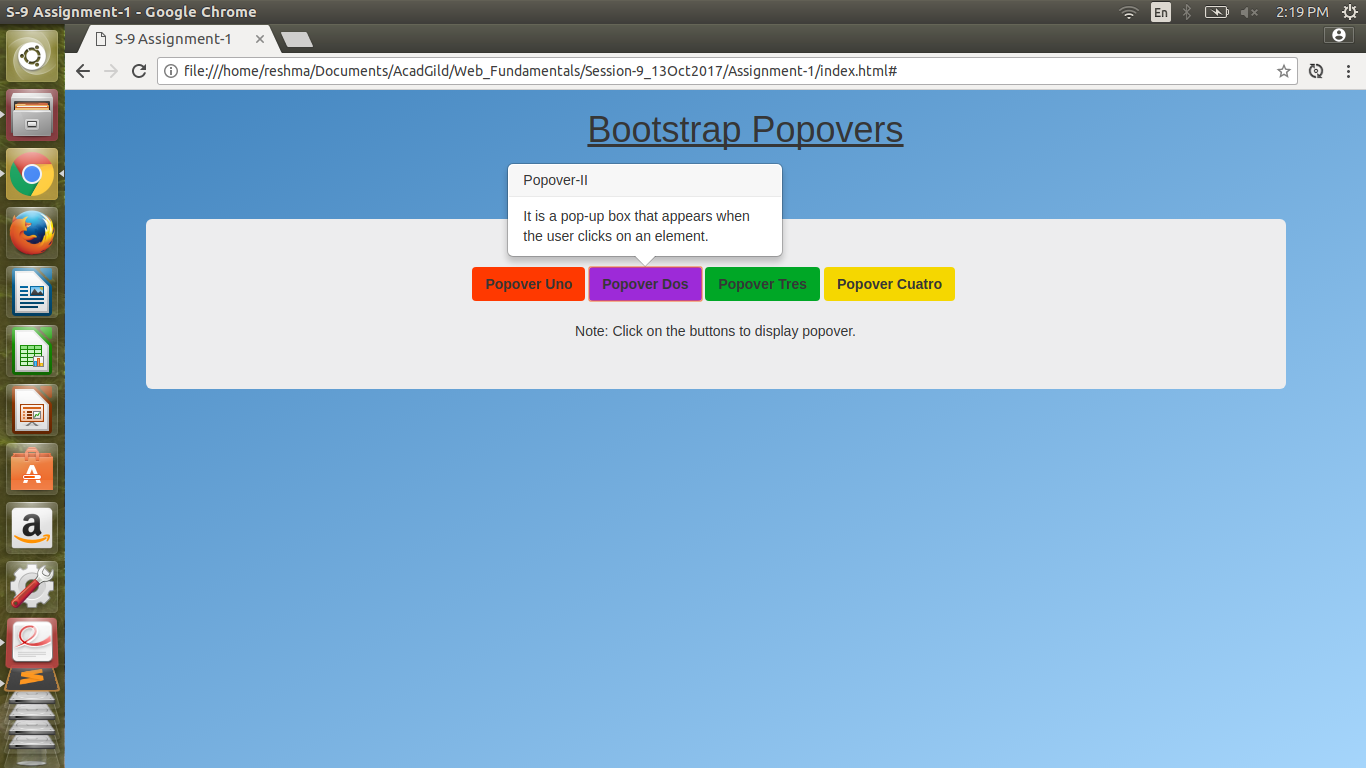 S-9 Assignment-1 - Google Chrome
En
2:19 PM
S-9 Assignment-1
file:///home/reshma/Documents/AcadGild/Web_Fundamentals/Session-9_13Oct2017/Assignment-1/index.html#
Bootstrap Popovers
Popover-II
It is a pop-up box that appears when
the user clicks on an element.
Popover Uno Popover Dos Popover Tres Popover Cuatro
Note: Click on the buttons to display popover.